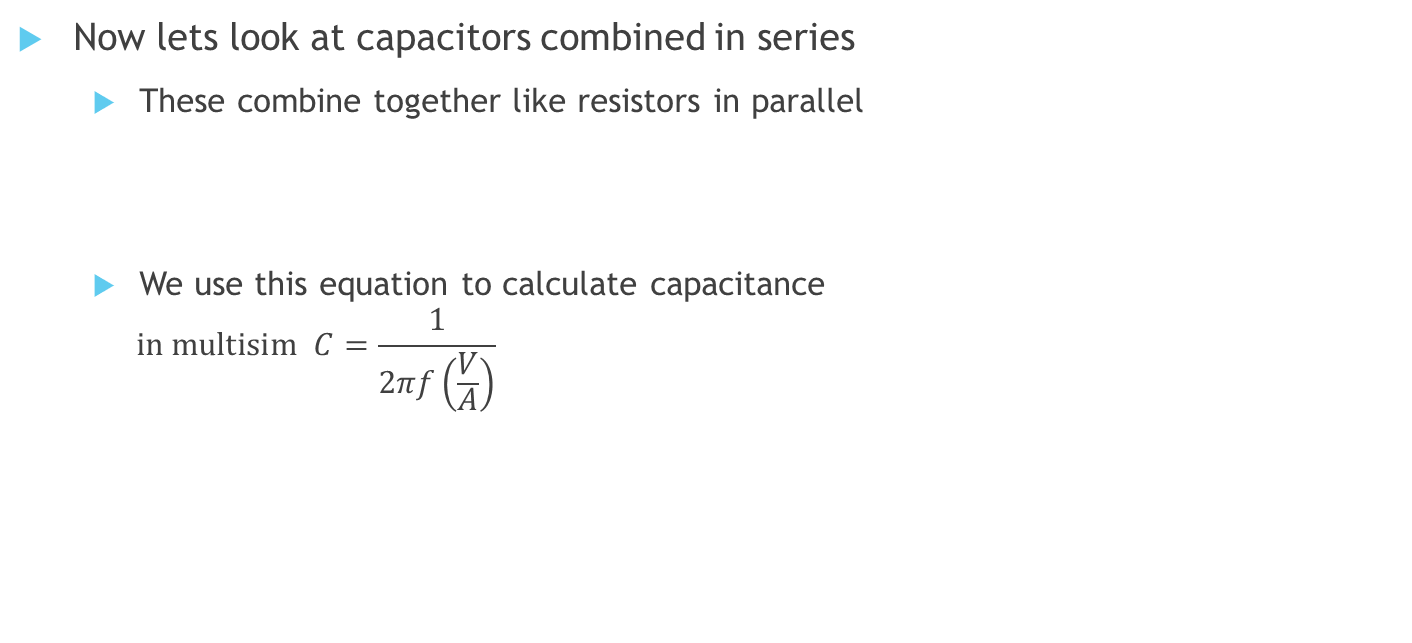 Now lets look at capacitors combined in series
These combine together like resistors in parallel
We use this equation to calculate capacitance
in multisim C = 1 / (2πf (V/A))